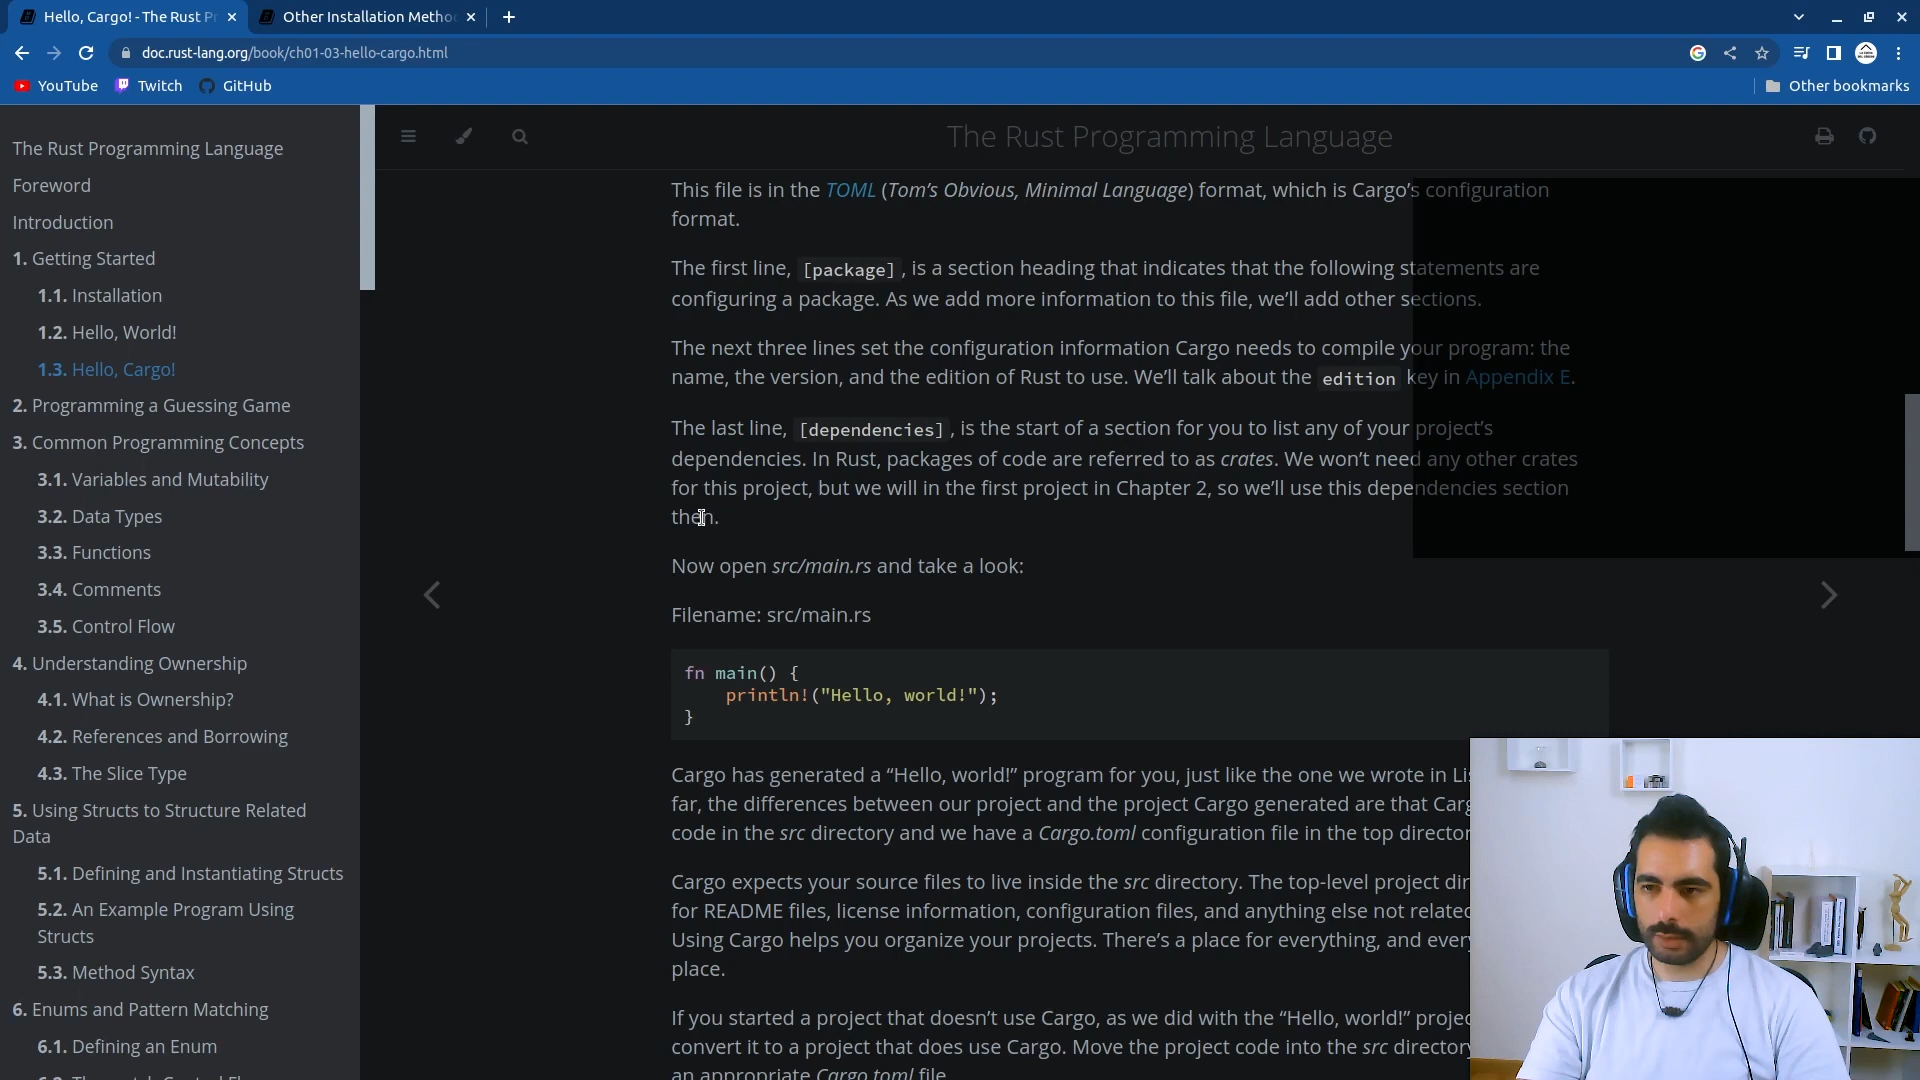 Hello, Cargo! - The Rust Pr
Other Installation Metho
doc.rust-lang.org/book/ch01-03-hello-cargo.html
YouTube
Twitch
GitHub
Other bookmarks
The Rust Programming Language
Foreword
Introduction
1. Getting Started
1.1. Installation
1.2. Hello, World!
1.3. Hello, Cargo!
2. Programming a Guessing Game
3. Common Programming Concepts
3.1. Variables and Mutability
3.2. Data Types
3.3. Functions
3.4. Comments
3.5. Control Flow
4. Understanding Ownership
4.1. What is Ownership?
4.2. References and Borrowing
4.3. The Slice Type
5. Using Structs to Structure Related
Data
5.1. Defining and Instantiating Structs
5.2. An Example Program Using
Structs
5.3. Method Syntax
6. Enums and Pattern Matching
6.1. Defining an Enum
The Rust Programming Language
This file is in the TOML (Tom’s Obvious, Minimal Language) format, which is Cargo’s configuration
format.
The first line, [package], is a section heading that indicates that the following statements are
configuring a package. As we add more information to this file, we’ll add other sections.
The next three lines set the configuration information Cargo needs to compile your program: the
name, the version, and the edition of Rust to use. We’ll talk about the edition key in Appendix E.
The last line, [dependencies], is the start of a section for you to list any of your project’s
dependencies. In Rust, packages of code are referred to as crates. We won’t need any other crates
for this project, but we will in the first project in Chapter 2, so we’ll use this dependencies section
then.
Now open src/main.rs and take a look:
Filename: src/main.rs
fn main() {
println!("Hello, world!");
}
Cargo has generated a “Hello, world!” program for you, just like the one we wrote in Li
far, the differences between our project and the project Cargo generated are that Carg
code in the src directory and we have a Cargo.toml configuration file in the top director
Cargo expects your source files to live inside the src directory. The top-level project dir
for README files, license information, configuration files, and anything else not related
Using Cargo helps you organize your projects. There’s a place for everything, and every
place.
If you started a project that doesn’t use Cargo, as we did with the “Hello, world!” projec
convert it to a project that does use Cargo. Move the project code into the src directory
an appropriate Cargo.toml file.